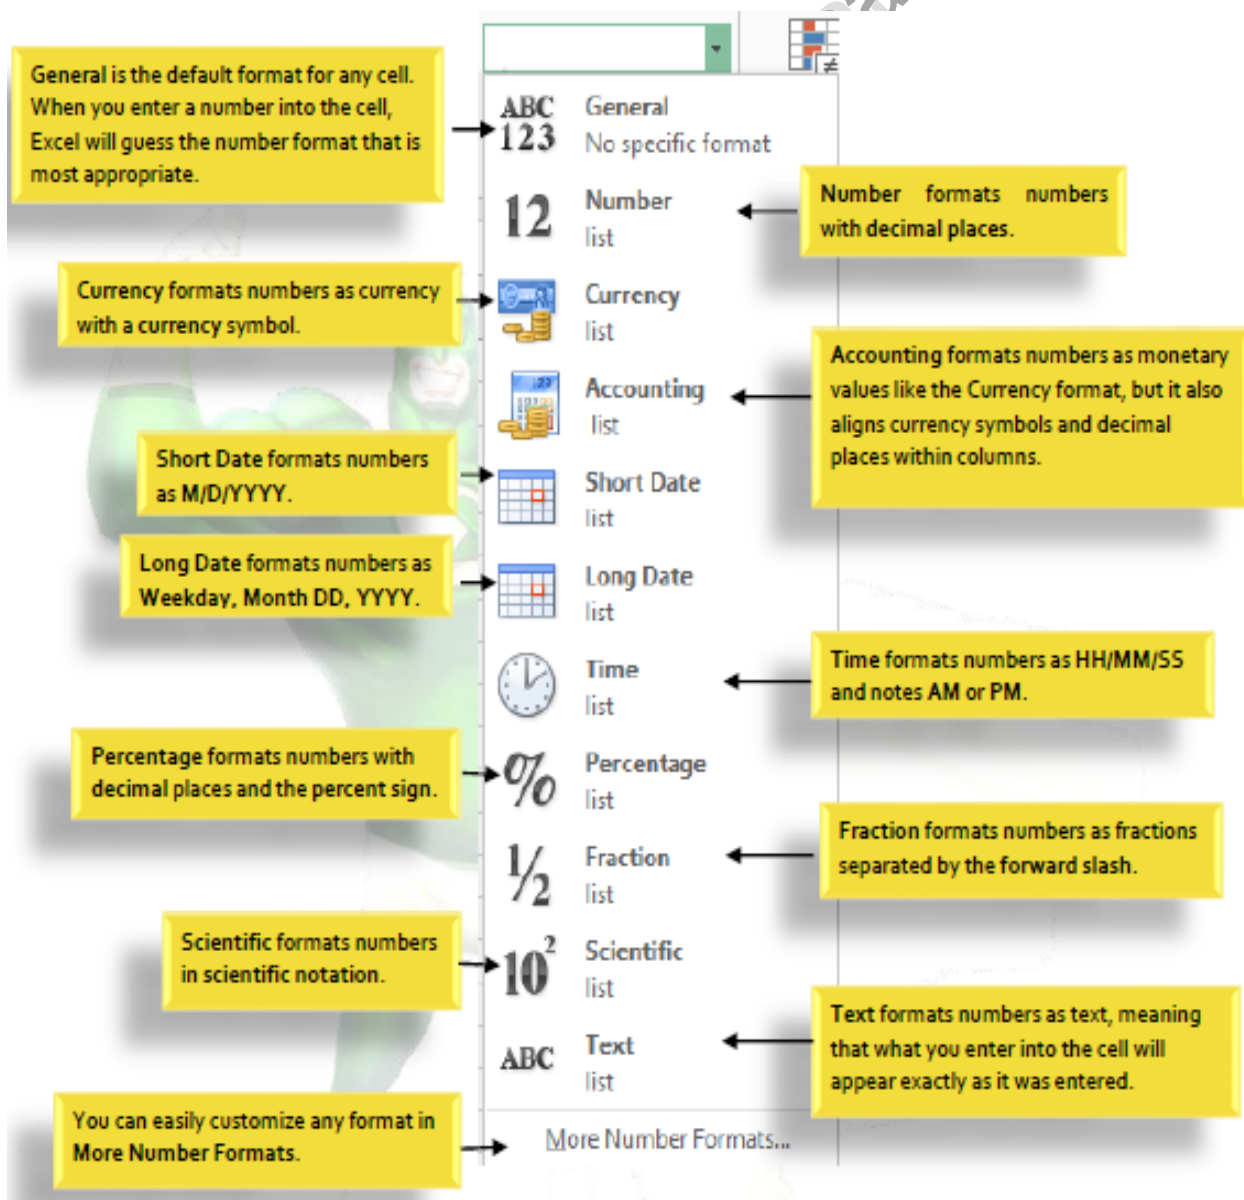 General is the default format for any cell.
When you enter a number into the cell,
Excel will guess the number format that is
most appropriate.
ABC
123
General
No specific format
12
Number
list
Number formats numbers
with decimal places.
Currency formats numbers as currency
with a currency symbol.
Currency
list
Accounting formats numbers as monetary
values like the Currency format, but it also
aligns currency symbols and decimal
places within columns.
123
Accounting
list
Short Date formats numbers
as M/D/YYYY.
Short Date
list
Long Date formats numbers as
Weekday, Month DD, YYYY.
Long Date
list
Time
list
Time formats numbers as HH/MM/SS
and notes AM or PM.
Percentage formats numbers with
decimal places and the percent sign.
%
Percentage
list
½
Fraction
list
Fraction formats numbers as fractions
separated by the forward slash.
Scientific formats numbers
in scientific notation.
10²
Scientific
list
ABC
Text
list
Text formats numbers as text, meaning
that what you enter into the cell will
appear exactly as it was entered.
You can easily customize any format in
More Number Formats.
More Number Formats...